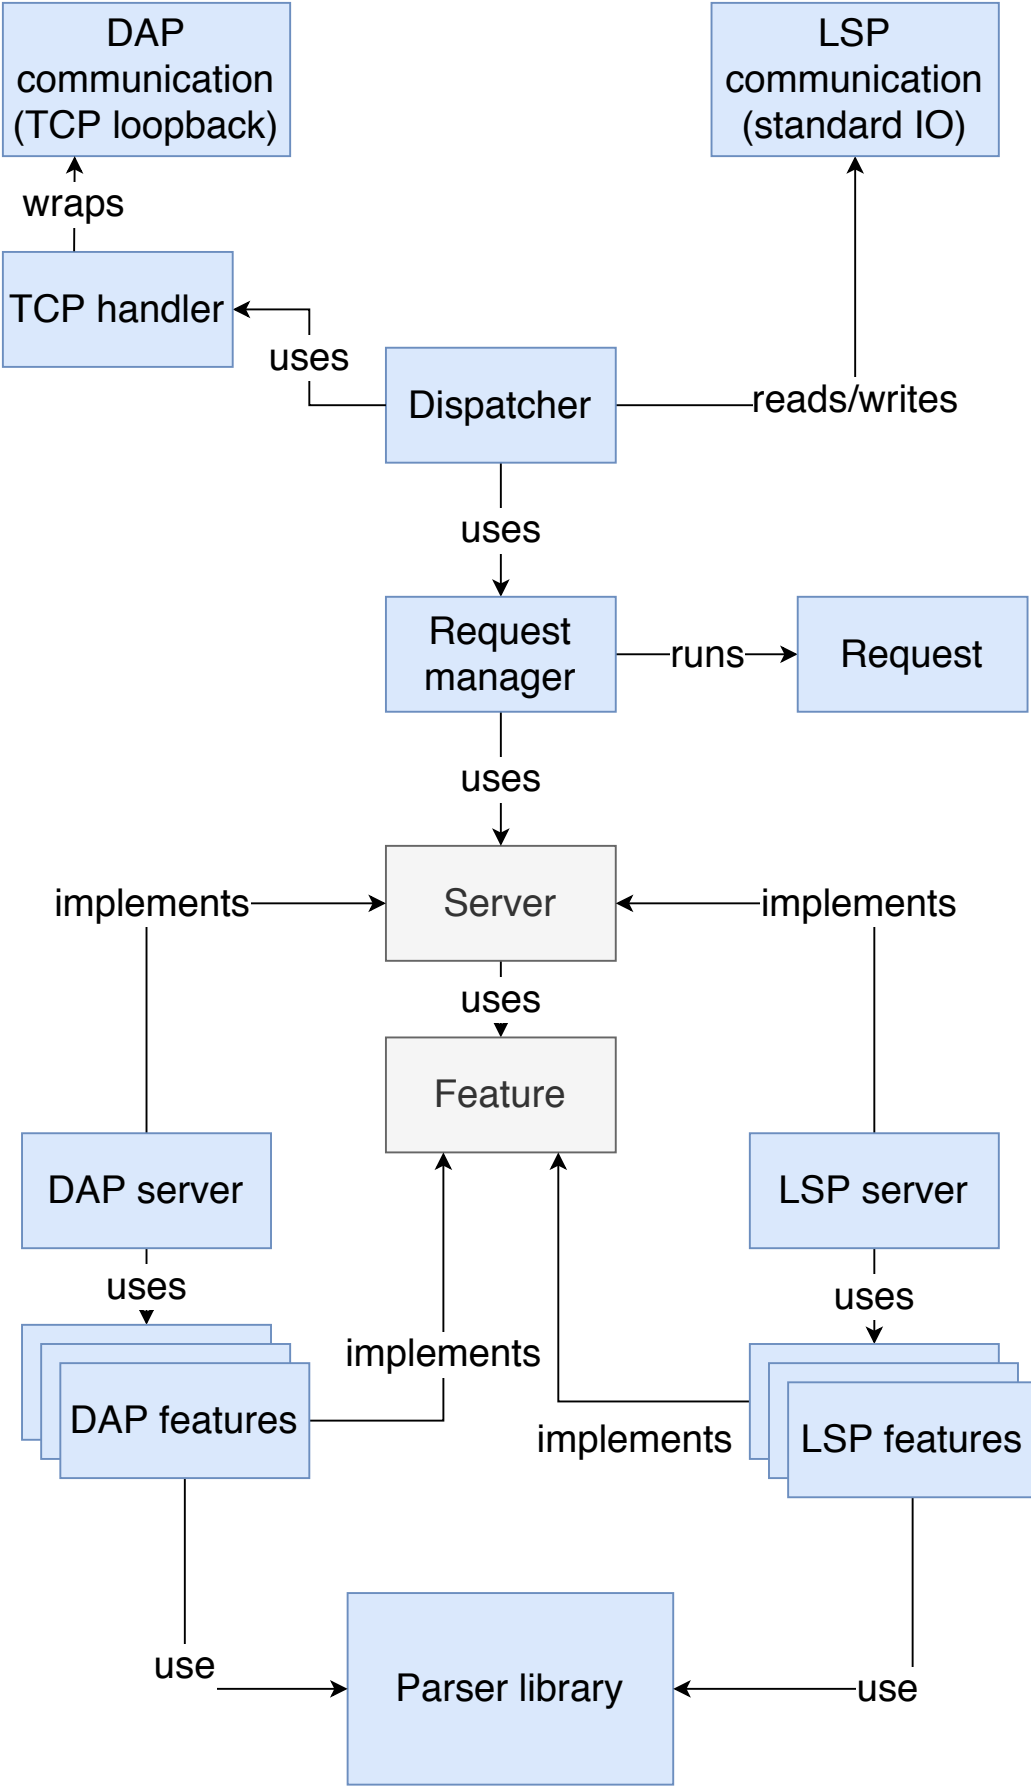 DAP
communication
(TCP loopback)
LSP
communication
(standard IO)
wraps
TCP handler
uses
Dispatcher
reads/writes
uses
Request
manager
runs
Request
uses
implements
Server
implements
uses
Feature
DAP server
LSP server
uses
uses
implements
DAP features
implements
LSP features
use
Parser library
use